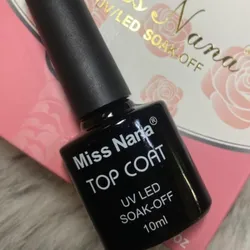 Nana
UV/LED SOAK-OFF
Miss Nana®
TOP COAT
UV LED
SOAK-OFF
10ml